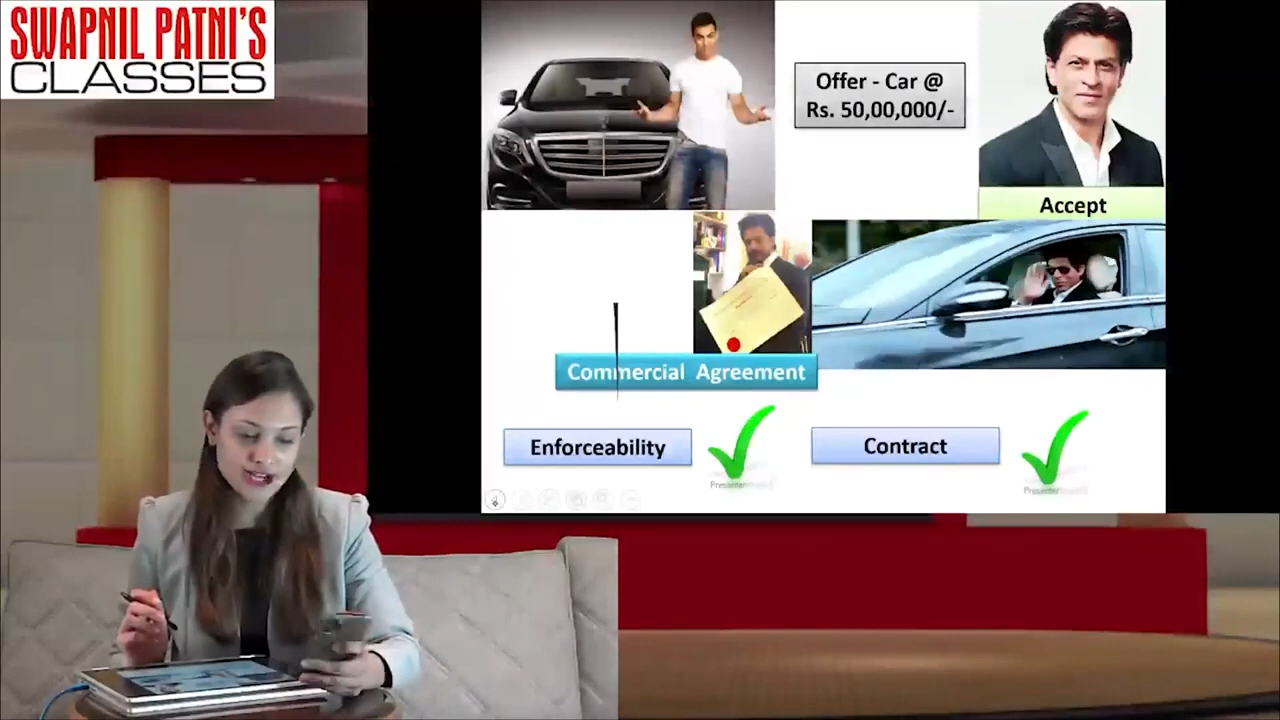 SWAPNIL PATNI'S
CLASSES
Offer - Car @
Rs. 50,00,000/-
Accept
Commercial Agreement
Enforceability
Contract